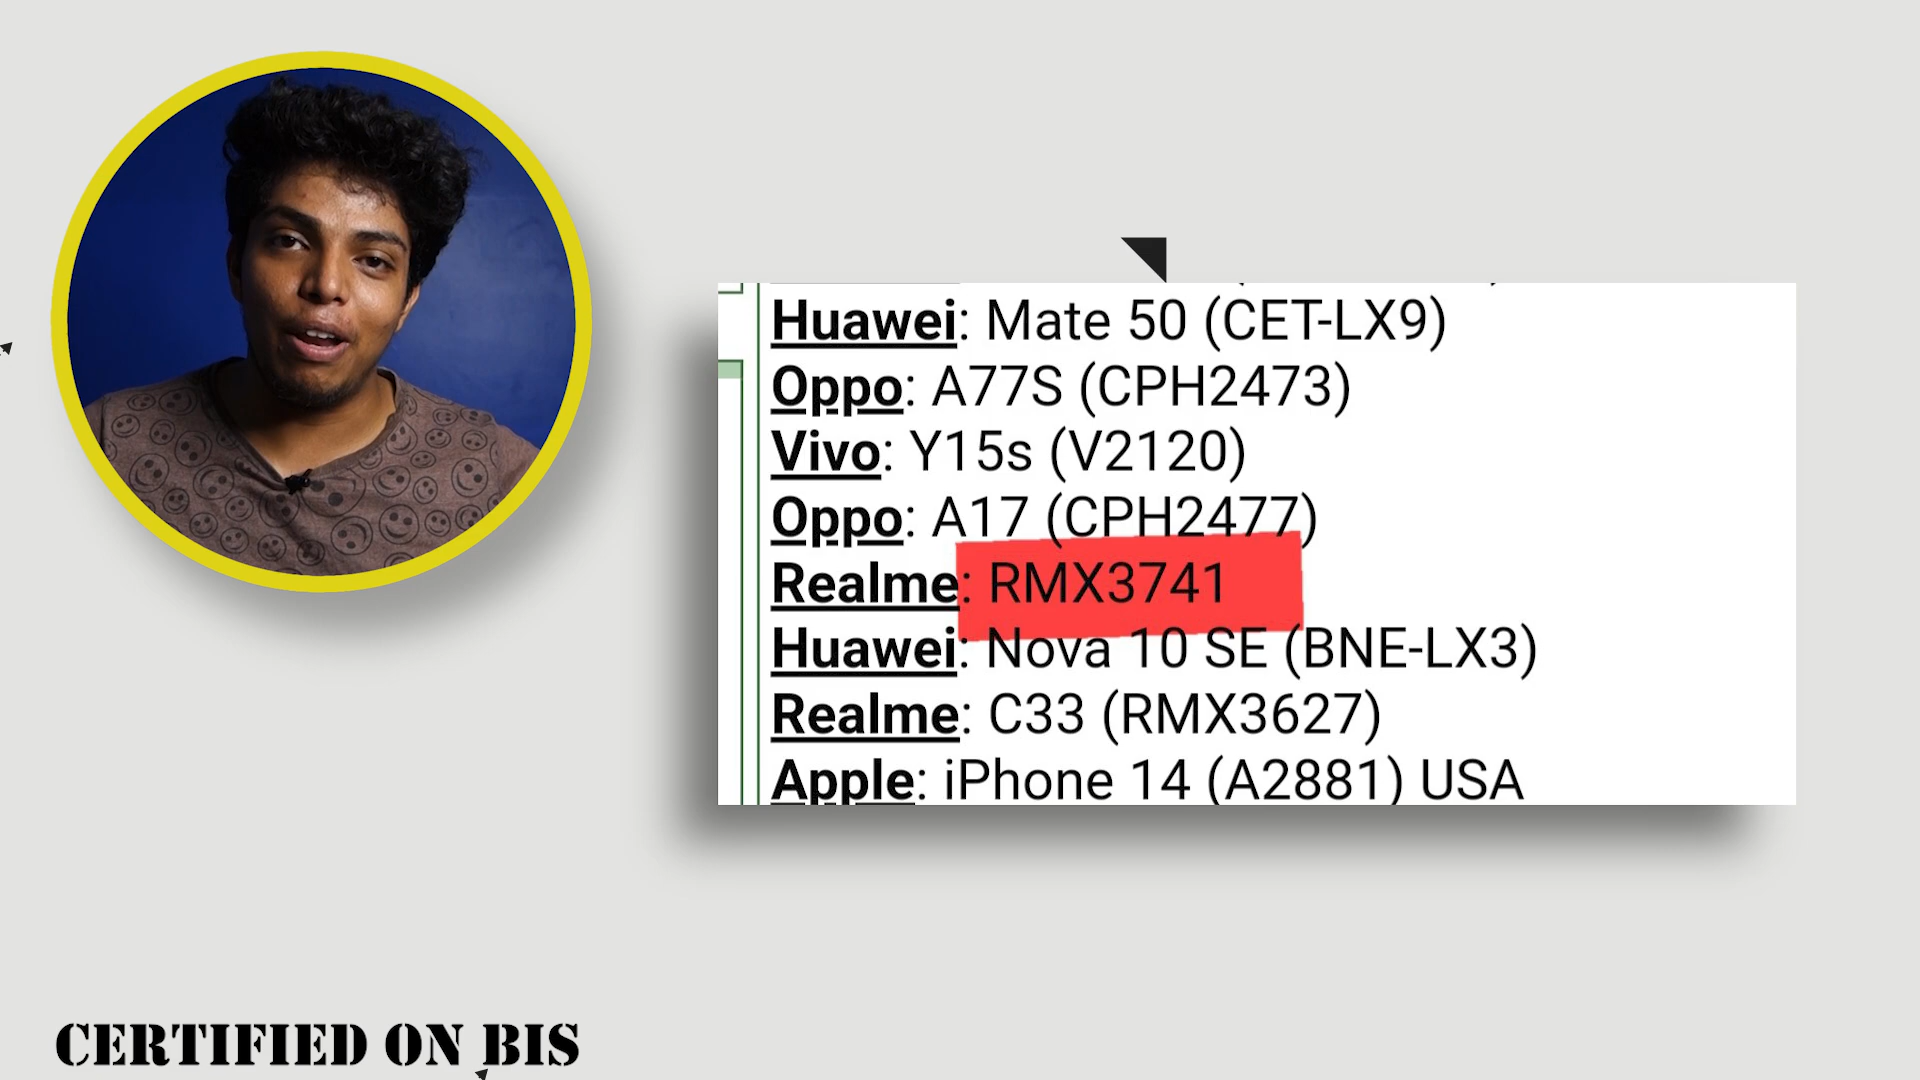 Huawei: Mate 50 (CET-LX9)
Oppo: A77S (CPH2473)
Vivo: Y15s (V2120)
Oppo: A17 (CPH2477)
Realme: RMX3741
Huawei: Nova 10 SE (BNE-LX3)
Realme: C33 (RMX3627)
Apple: iPhone 14 (A2881) USA
CERTIFIED ON BIS